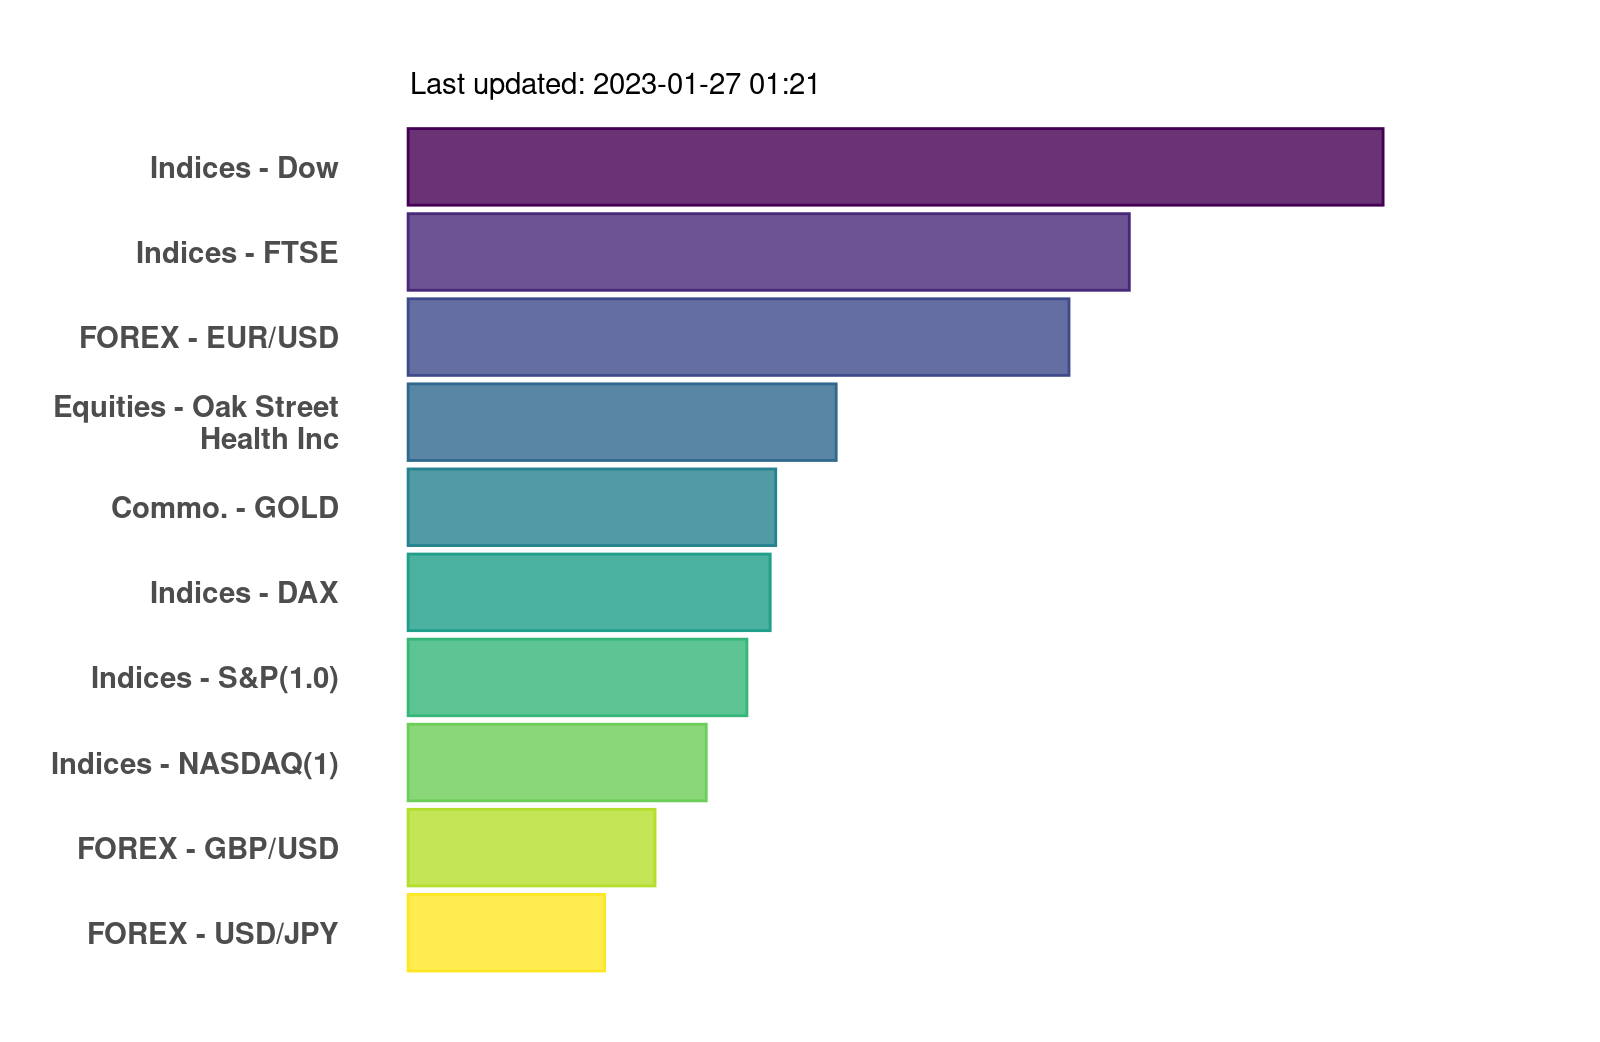 Last updated: 2023-01-27 01:21
Indices - Dow
Indices - FTSE
FOREX - EUR/USD
Equities - Oak Street
Health Inc
Commo. - GOLD
Indices - DAX
Indices - S&P(1.0)
Indices - NASDAQ(1)
FOREX - GBP/USD
FOREX - USD/JPY